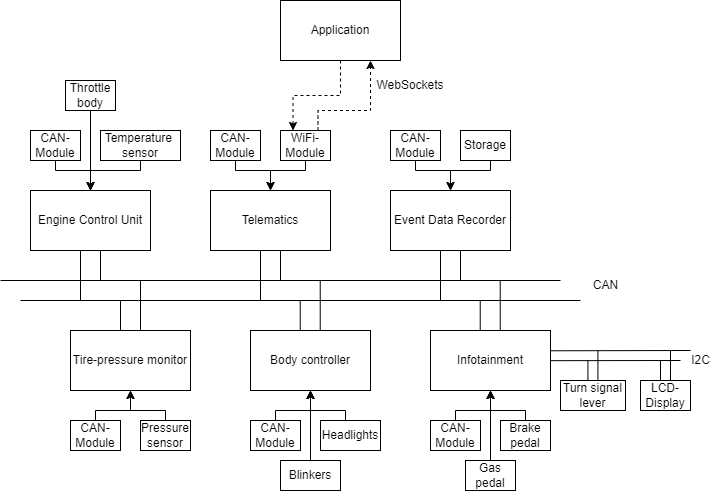 Application
WebSockets
Throttle
body
CAN-
Module
Temperature
sensor
CAN-
Module
WiFi-
Module
CAN-
Module
Storage
Engine Control Unit
Telematics
Event Data Recorder
CAN
Tire-pressure monitor
Body controller
Infotainment
I2C
Turn signal
lever
LCD-
Display
CAN-
Module
Pressure
sensor
CAN-
Module
Headlights
CAN-
Module
Brake
pedal
Blinkers
Gas
pedal